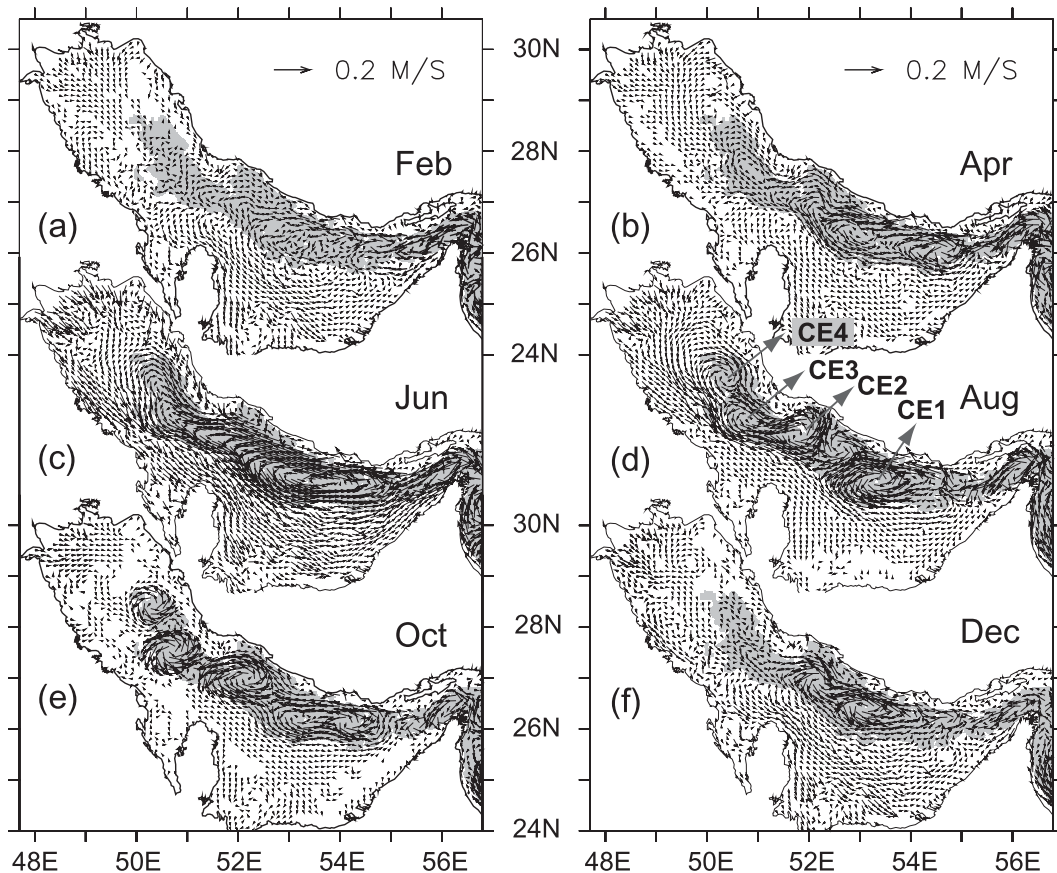 0.2 M/S
Feb
(a)
30N
28N
26N
24N
0.2 M/S
Apr
(b)
Jun
(c)
CE4
CE3
CE2
CE1
Aug
(d)
Oct
(e)
30N
28N
26N
24N
Dec
(f)
48E 50E 52E 54E 56E
48E 50E 52E 54E 56E